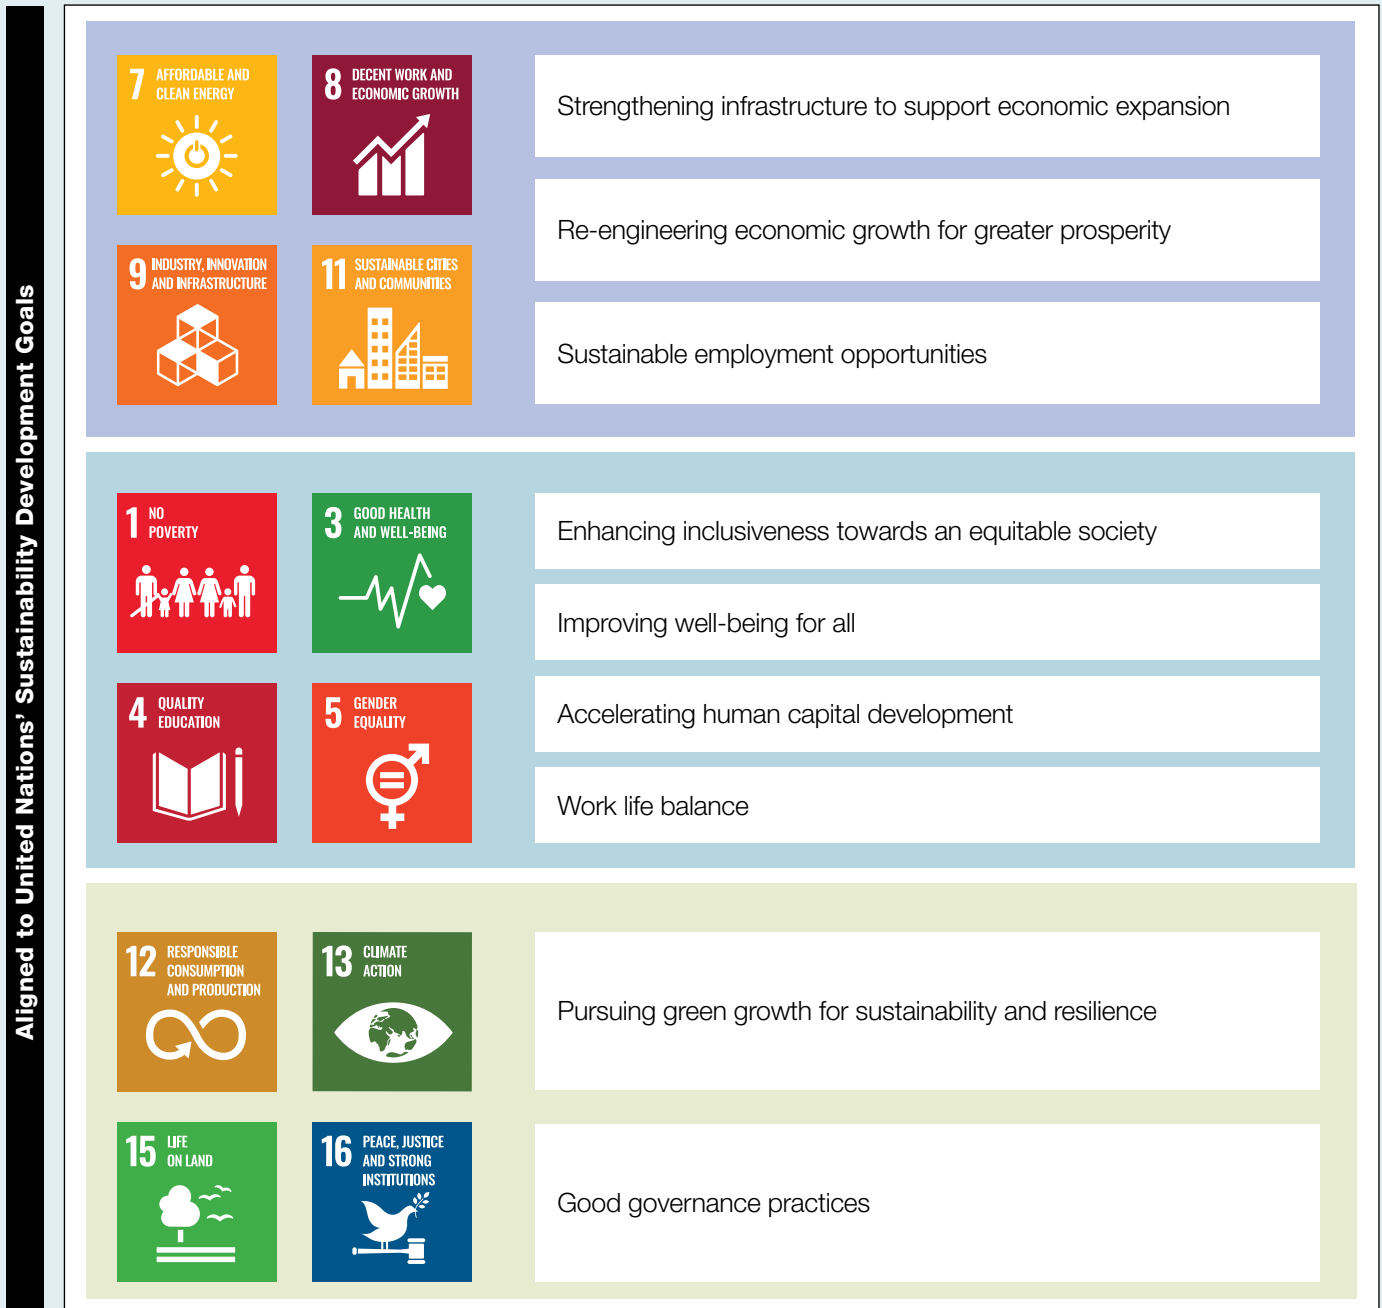 Aligned to United Nations’ Sustainability Development Goals
7 AFFORDABLE AND
CLEAN ENERGY
8 DECENT WORK AND
ECONOMIC GROWTH
9 INDUSTRY, INNOVATION
AND INFRASTRUCTURE
11 SUSTAINABLE CITIES
AND COMMUNITIES
Strengthening infrastructure to support economic expansion
Re-engineering economic growth for greater prosperity
Sustainable employment opportunities
1 NO
POVERTY
3 GOOD HEALTH
AND WELL-BEING
4 QUALITY
EDUCATION
5 GENDER
EQUALITY
Enhancing inclusiveness towards an equitable society
Improving well-being for all
Accelerating human capital development
Work life balance
12 RESPONSIBLE
CONSUMPTION
AND PRODUCTION
13 CLIMATE
ACTION
15 LIFE
ON LAND
16 PEACE, JUSTICE
AND STRONG
INSTITUTIONS
Pursuing green growth for sustainability and resilience
Good governance practices